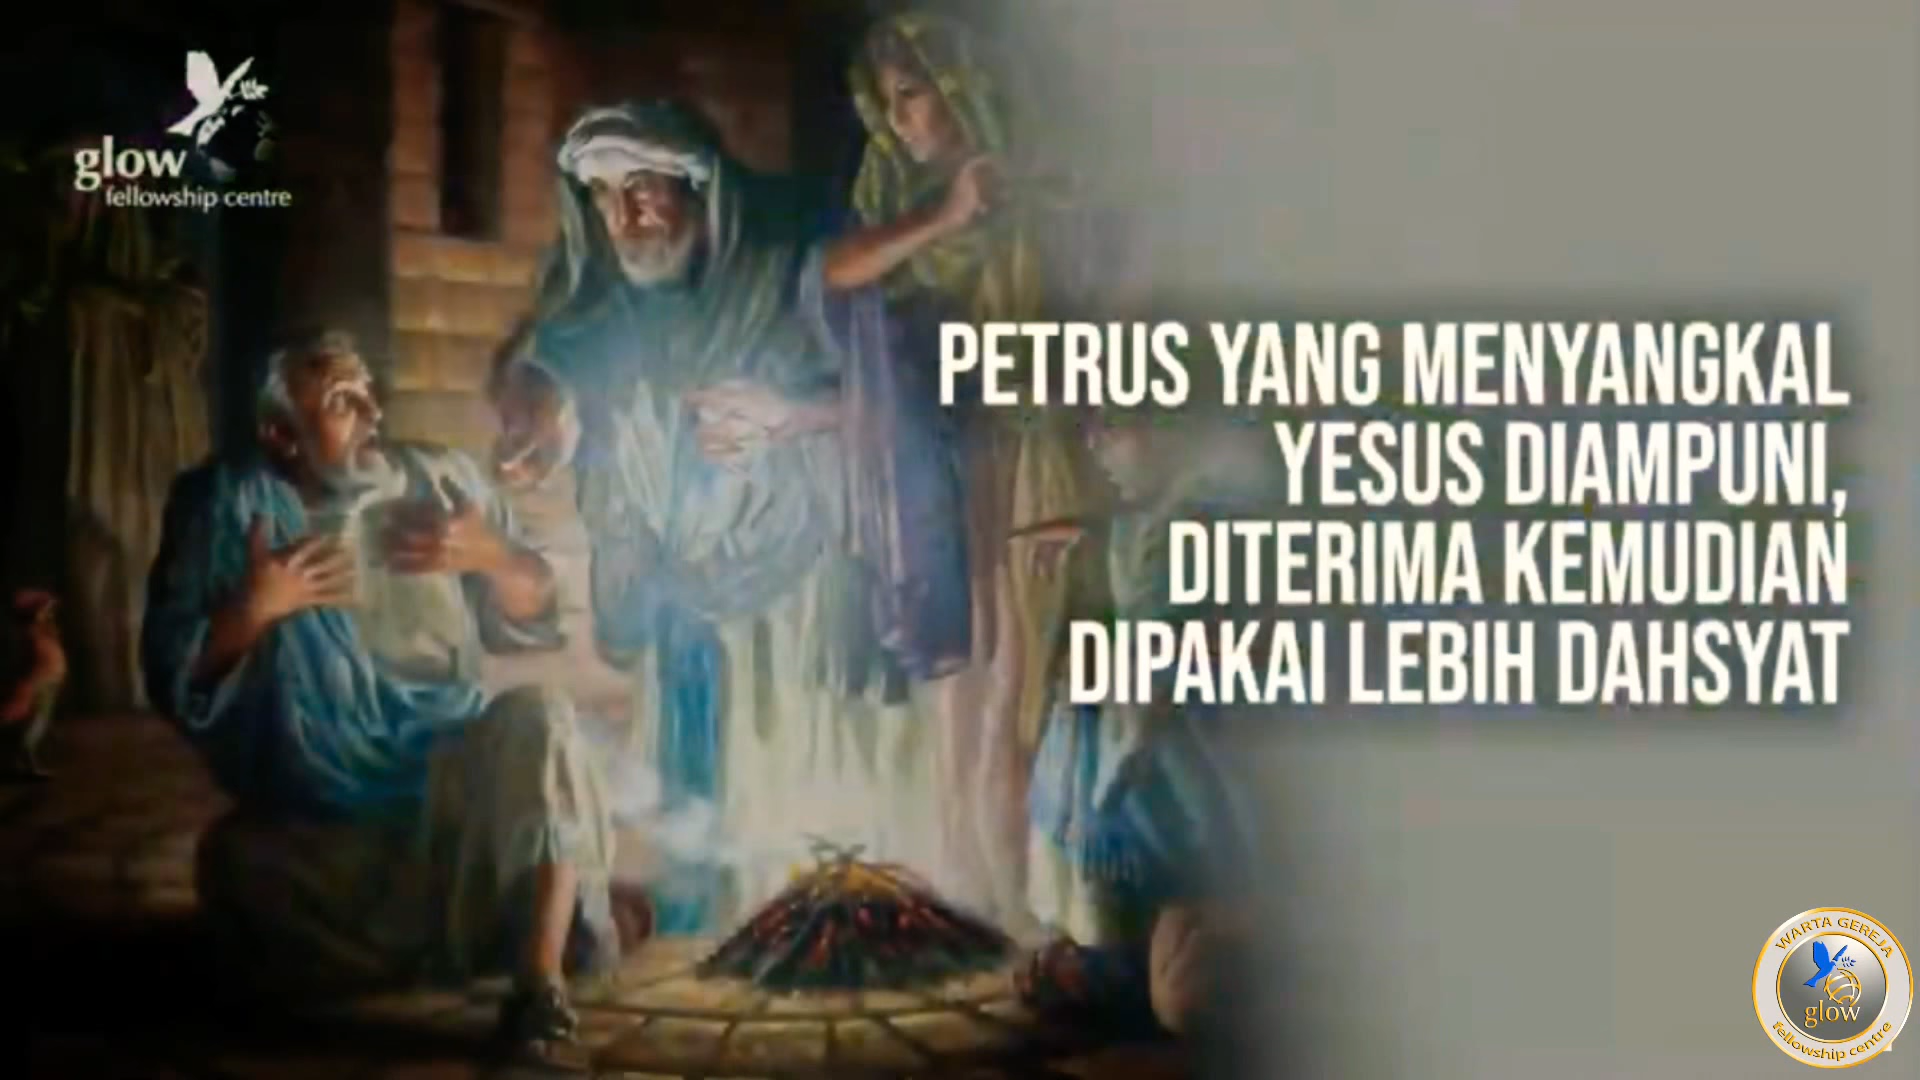 glow
fellowship centre
PETRUS YANG MENYANGKAL
YESUS DIAMPUNI,
DITERIMA KEMUDIAN
DIPAKAI LEBIH DAHSYAT
WARTA GEREJA
glow
fellowship centre